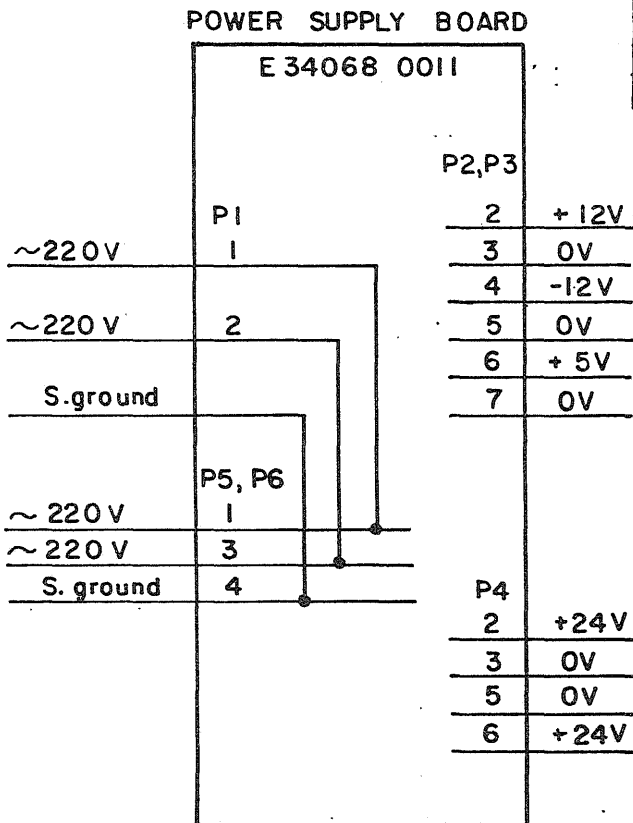 POWER SUPPLY BOARD
E 34068 0011
P2,P3
P1
2 +12V
~220V 1
3 0V
4 -12V
~220V 2
5 0V
6 +5V
S.ground
7 0V
P5, P6
~220V 1
~220V 3
S. ground 4
P4
2 +24V
3 0V
5 0V
6 +24V